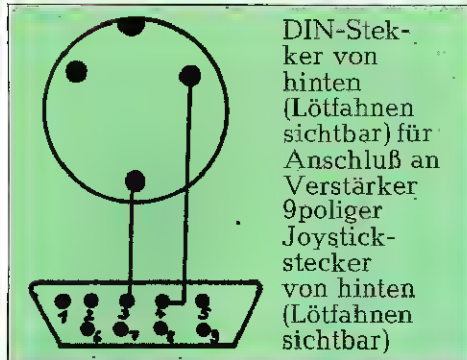 DIN-Stek-
ker von
hinten
(Lötfahnen
sichtbar) für
Anschluß an
Verstärker
9poliger
Joystick-
stecker
von hinten
(Lötfahnen
sichtbar)
1 2 3 4 5
6 7 8 9